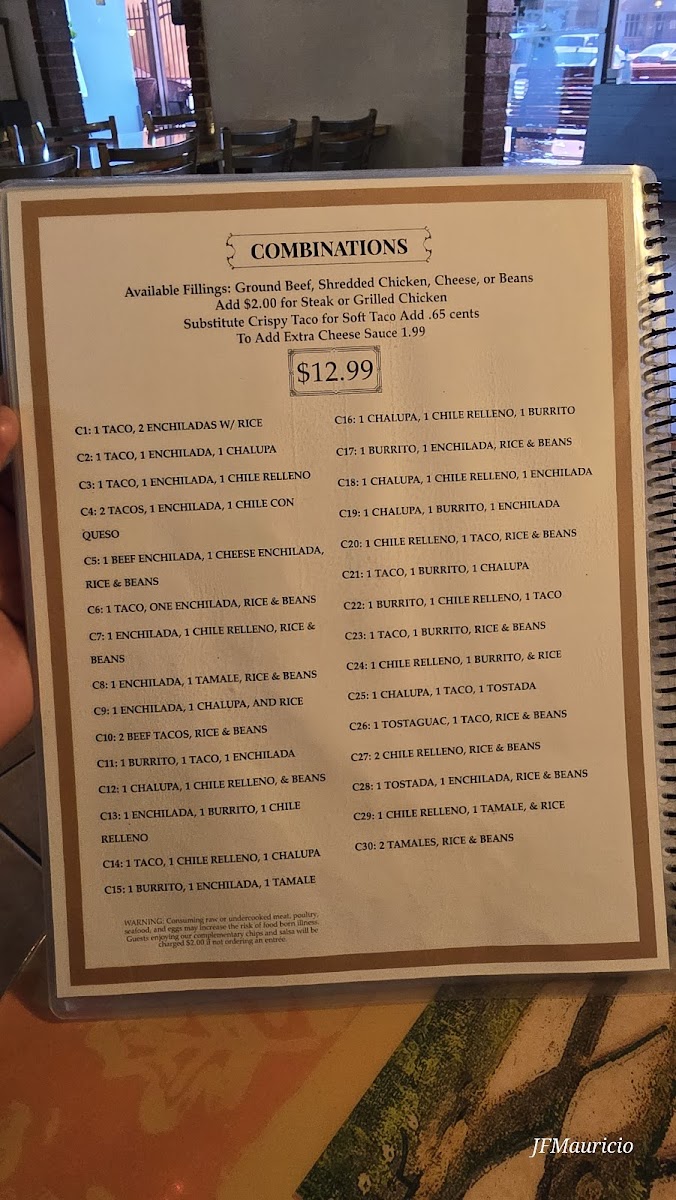 COMBINATIONS
Available Fillings: Ground Beef, Shredded Chicken, Cheese, or Beans
Add $2.00 for Steak or Grilled Chicken
Substitute Crispy Taco for Soft Taco Add .65 cents
To Add Extra Cheese Sauce 1.99
$12.99
C1: 1 TACO, 2 ENCHILADAS W/ RICE
C2: 1 TACO, 1 ENCHILADA, 1 CHALUPA
C3: 1 TACO, 1 ENCHILADA, 1 CHILE RELLENO
C4: 2 TACOS, 1 ENCHILADA, 1 CHILE CON
QUESO
C5: 1 BEEF ENCHILADA, 1 CHEESE ENCHILADA,
RICE & BEANS
C6: 1 TACO, ONE ENCHILADA, RICE & BEANS
C7: 1 ENCHILADA, 1 CHILE RELLENO, RICE &
BEANS
C8: 1 ENCHILADA, 1 TAMALE, RICE & BEANS
C9: 1 ENCHILADA, 1 CHALUPA, AND RICE
C10: 2 BEEF TACOS, RICE & BEANS
C11: 1 BURRITO, 1 TACO, 1 ENCHILADA
C12: 1 CHALUPA, 1 CHILE RELLENO, & BEANS
C13: 1 ENCHILADA, 1 BURRITO, 1 CHILE
RELLENO
C14: 1 TACO, 1 CHILE RELLENO, 1 CHALUPA
C15: 1 BURRITO, 1 ENCHILADA, 1 TAMALE
C16: 1 CHALUPA, 1 CHILE RELLENO, 1 BURRITO
C17: 1 BURRITO, 1 ENCHILADA, RICE & BEANS
C18: 1 CHALUPA, 1 CHILE RELLENO, 1 ENCHILADA
C19: 1 CHALUPA, 1 BURRITO, 1 ENCHILADA
C20: 1 CHILE RELLENO, 1 TACO, RICE & BEANS
C21: 1 TACO, 1 BURRITO, 1 CHALUPA
C22: 1 BURRITO, 1 CHILE RELLENO, 1 TACO
C23: 1 TACO, 1 BURRITO, RICE & BEANS
C24: 1 CHILE RELLENO, 1 BURRITO, & RICE
C25: 1 CHALUPA, 1 TACO, 1 TOSTADA
C26: 1 TOSTAGUAC, 1 TACO, RICE & BEANS
C27: 2 CHILE RELLENO, RICE & BEANS
C28: 1 TOSTADA, 1 ENCHILADA, RICE & BEANS
C29: 1 CHILE RELLENO, 1 TAMALE, & RICE
C30: 2 TAMALES, RICE & BEANS
WARNING: Consuming raw or undercooked meat, poultry,
seafood, and eggs may increase the risk of food born illness.
Guests enjoying our complementary chips and salsa will be
charged $2.00 if not ordering an entrée.
JFMauricio